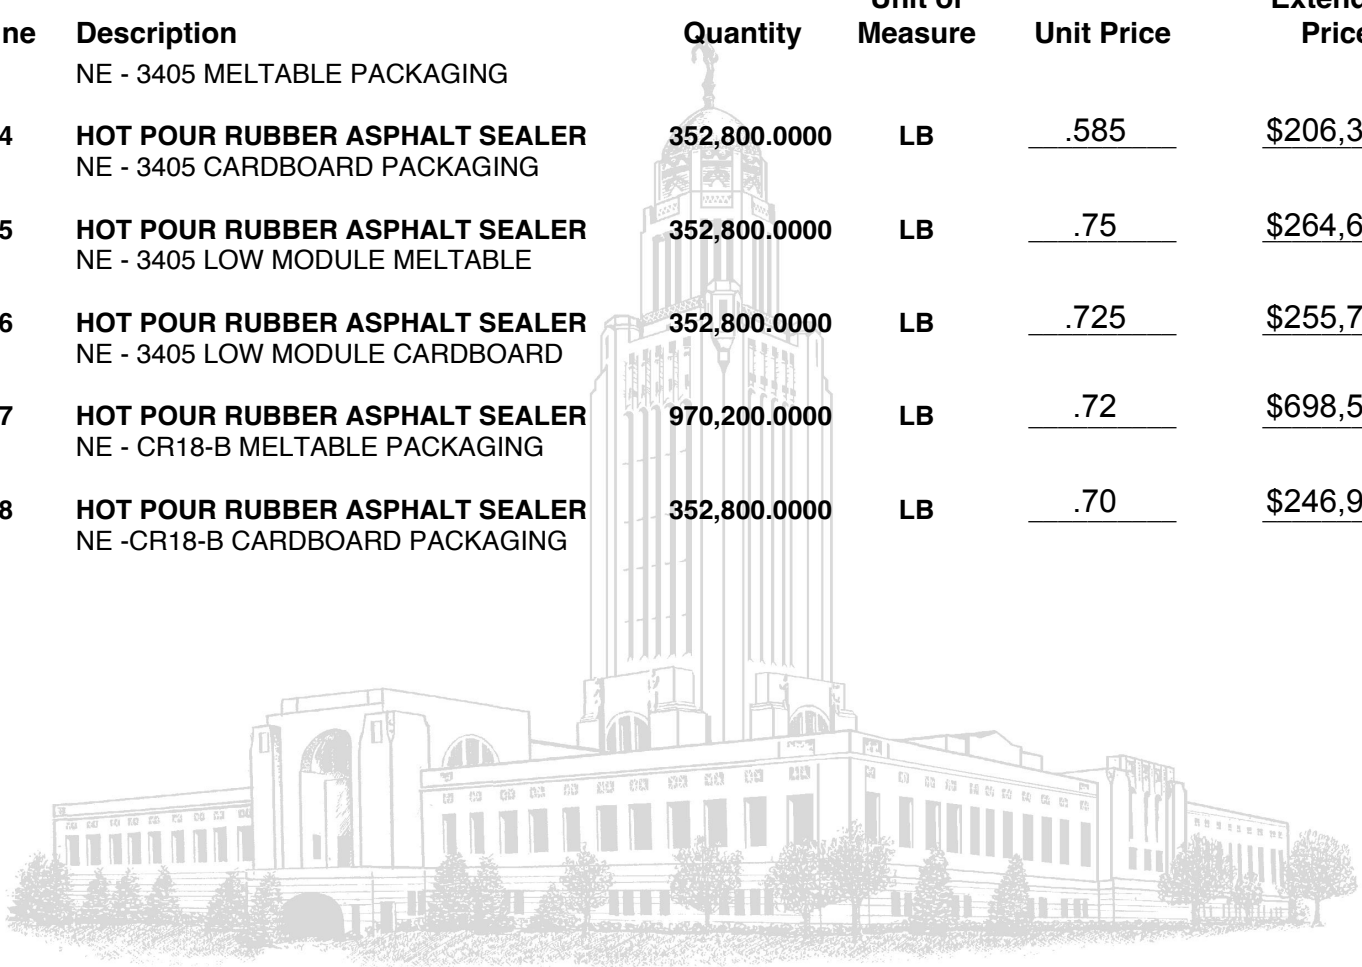 Unit of Extend
ne Description Quantity Measure Unit Price Price
NE - 3405 MELTABLE PACKAGING
4 HOT POUR RUBBER ASPHALT SEALER 352,800.0000 LB .585 $206,3
NE - 3405 CARDBOARD PACKAGING
5 HOT POUR RUBBER ASPHALT SEALER 352,800.0000 LB .75 $264,6
NE - 3405 LOW MODULE MELTABLE
6 HOT POUR RUBBER ASPHALT SEALER 352,800.0000 LB .725 $255,7
NE - 3405 LOW MODULE CARDBOARD
7 HOT POUR RUBBER ASPHALT SEALER 970,200.0000 LB .72 $698,5
NE - CR18-B MELTABLE PACKAGING
8 HOT POUR RUBBER ASPHALT SEALER 352,800.0000 LB .70 $246,9
NE -CR18-B CARDBOARD PACKAGING